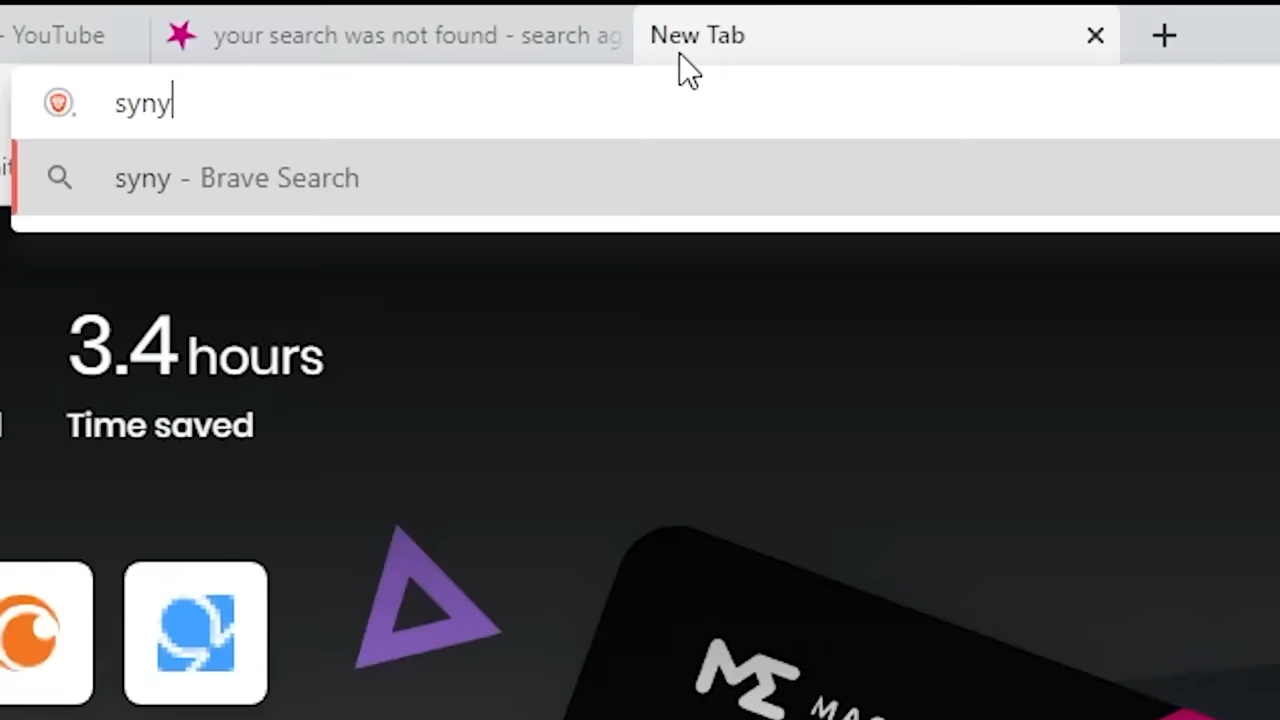 - YouTube
your search was not found - search ag
New Tab
syny
syny - Brave Search
3.4 hours
Time saved